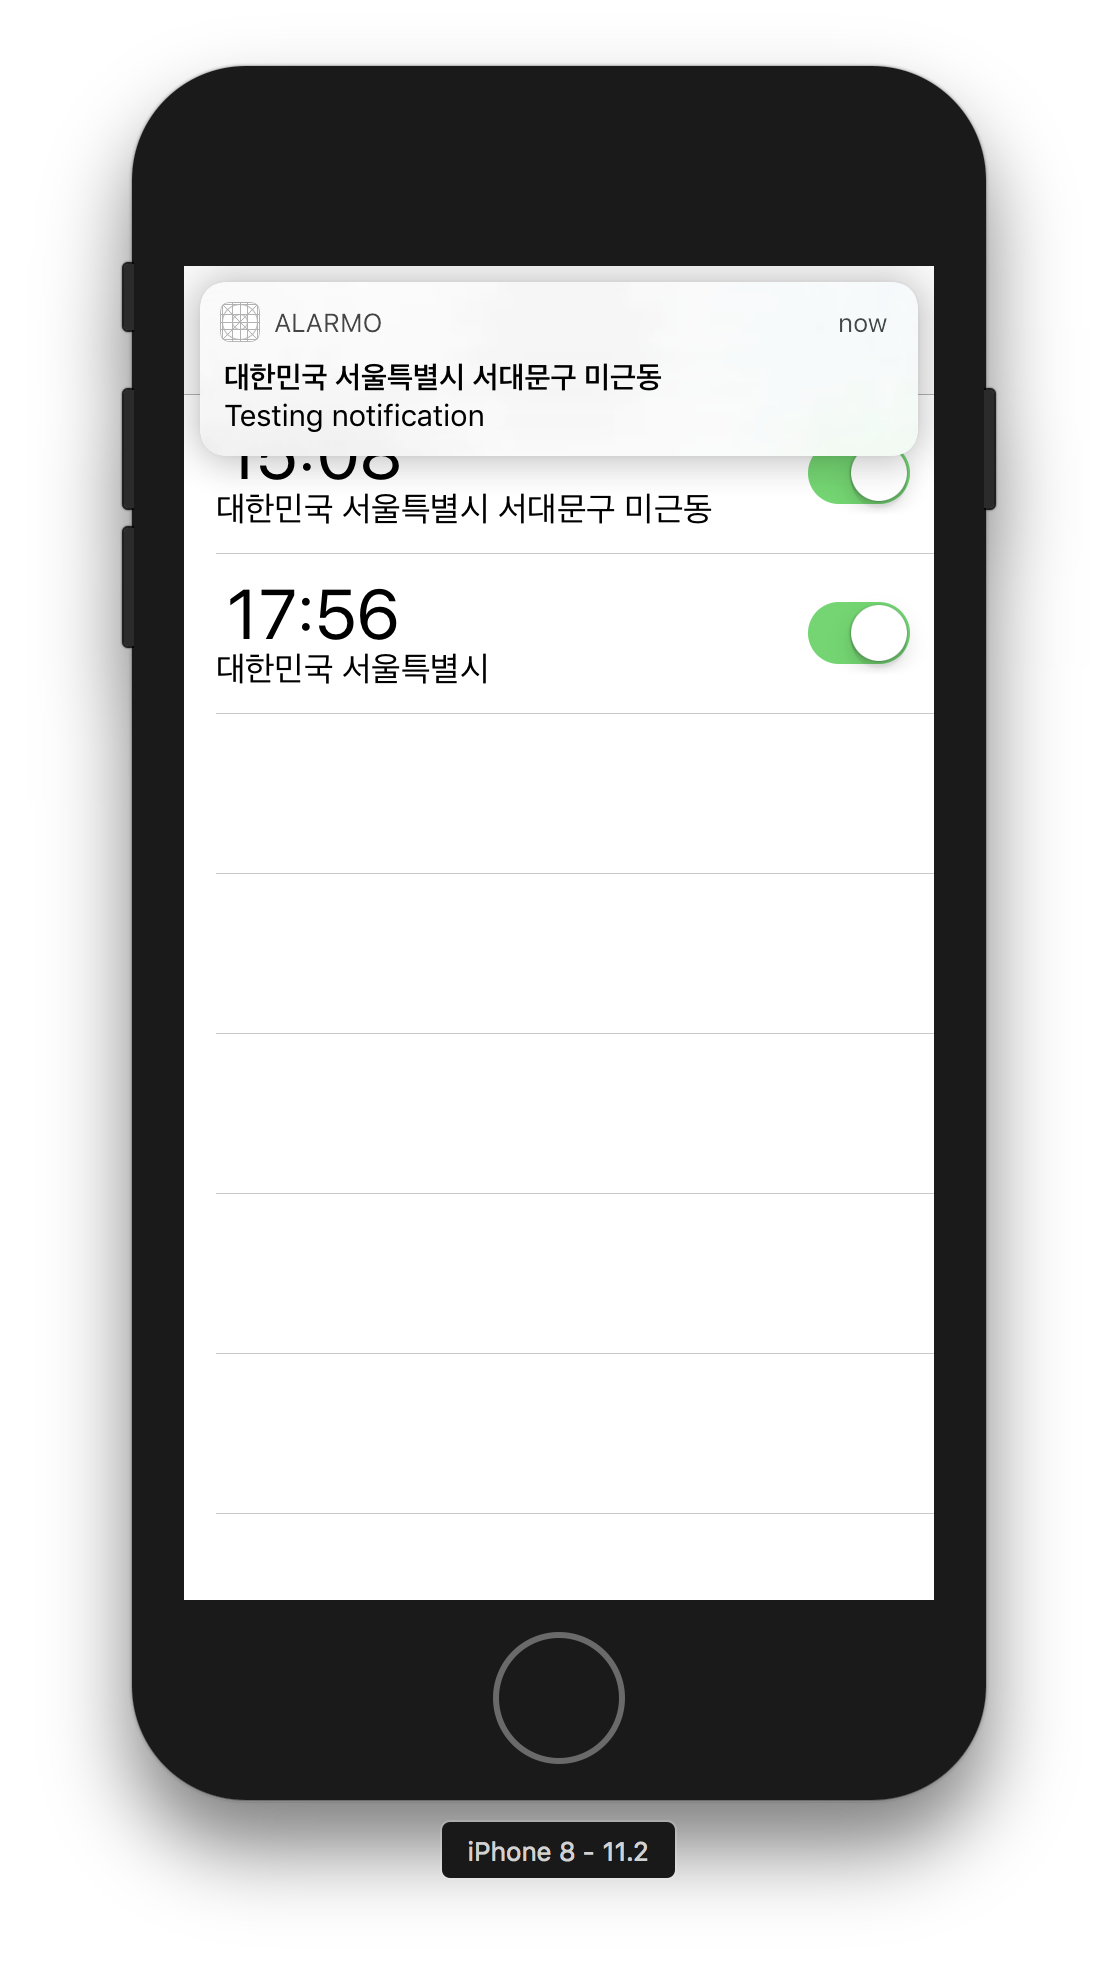 ALARMO
now
대한민국 서울특별시 서대문구 미근동
Testing notification
15:08
대한민국 서울특별시 서대문구 미근동
17:56
대한민국 서울특별시
iPhone 8 - 11.2